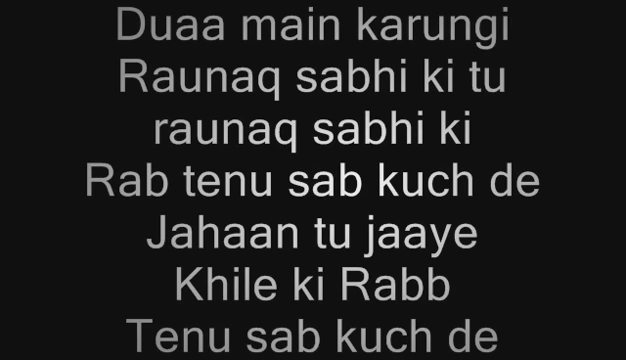 Duaa main karungi
Raunaq sabhi ki tu
raunaq sabhi ki
Rab tenu sab kuch de
Jahaan tu jaaye
Khile ki Rabb
Tenu sab kuch de